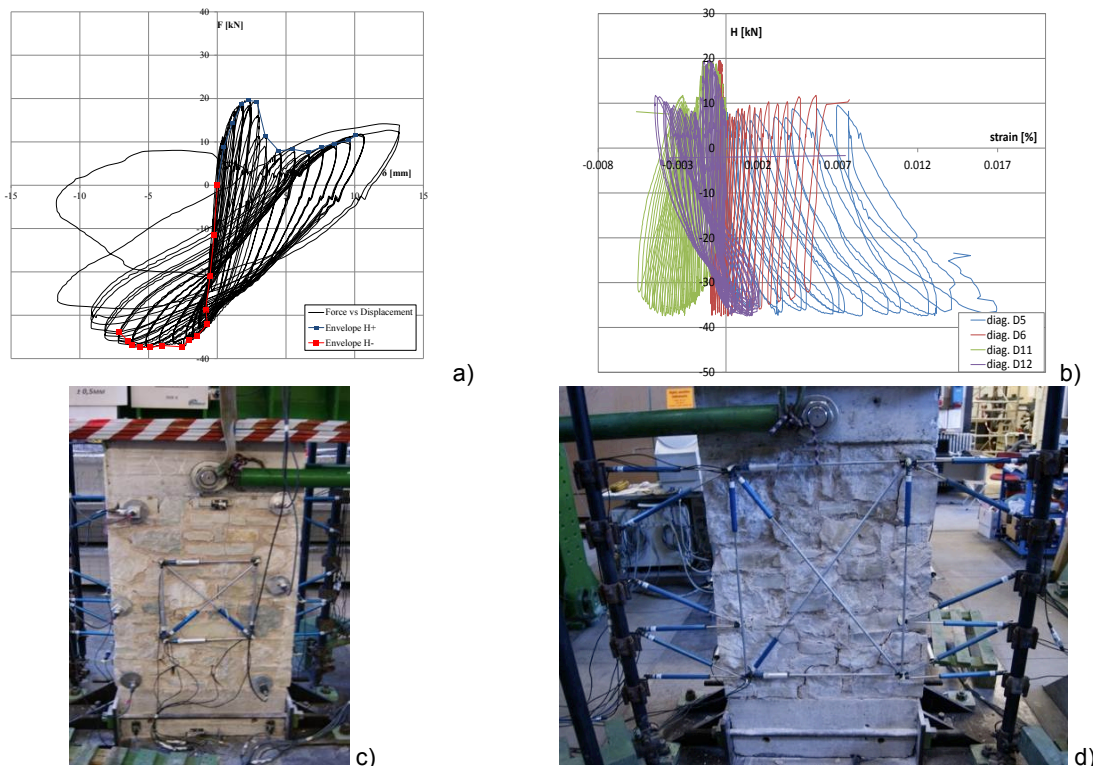 F [kN]
40
30
20
10
0
-10
-20
-30
-40
-15
-10
-5
0
5
10
15
δ [mm]
Force vs Displacement
Envelope H+
Envelope H-
a)
H [kN]
30
20
10
0
-10
-20
-30
-40
-50
strain [%]
-0.008
-0.003
0.002
0.007
0.012
0.017
diag. D5
diag. D6
diag. D11
diag. D12
b)
c)
d)